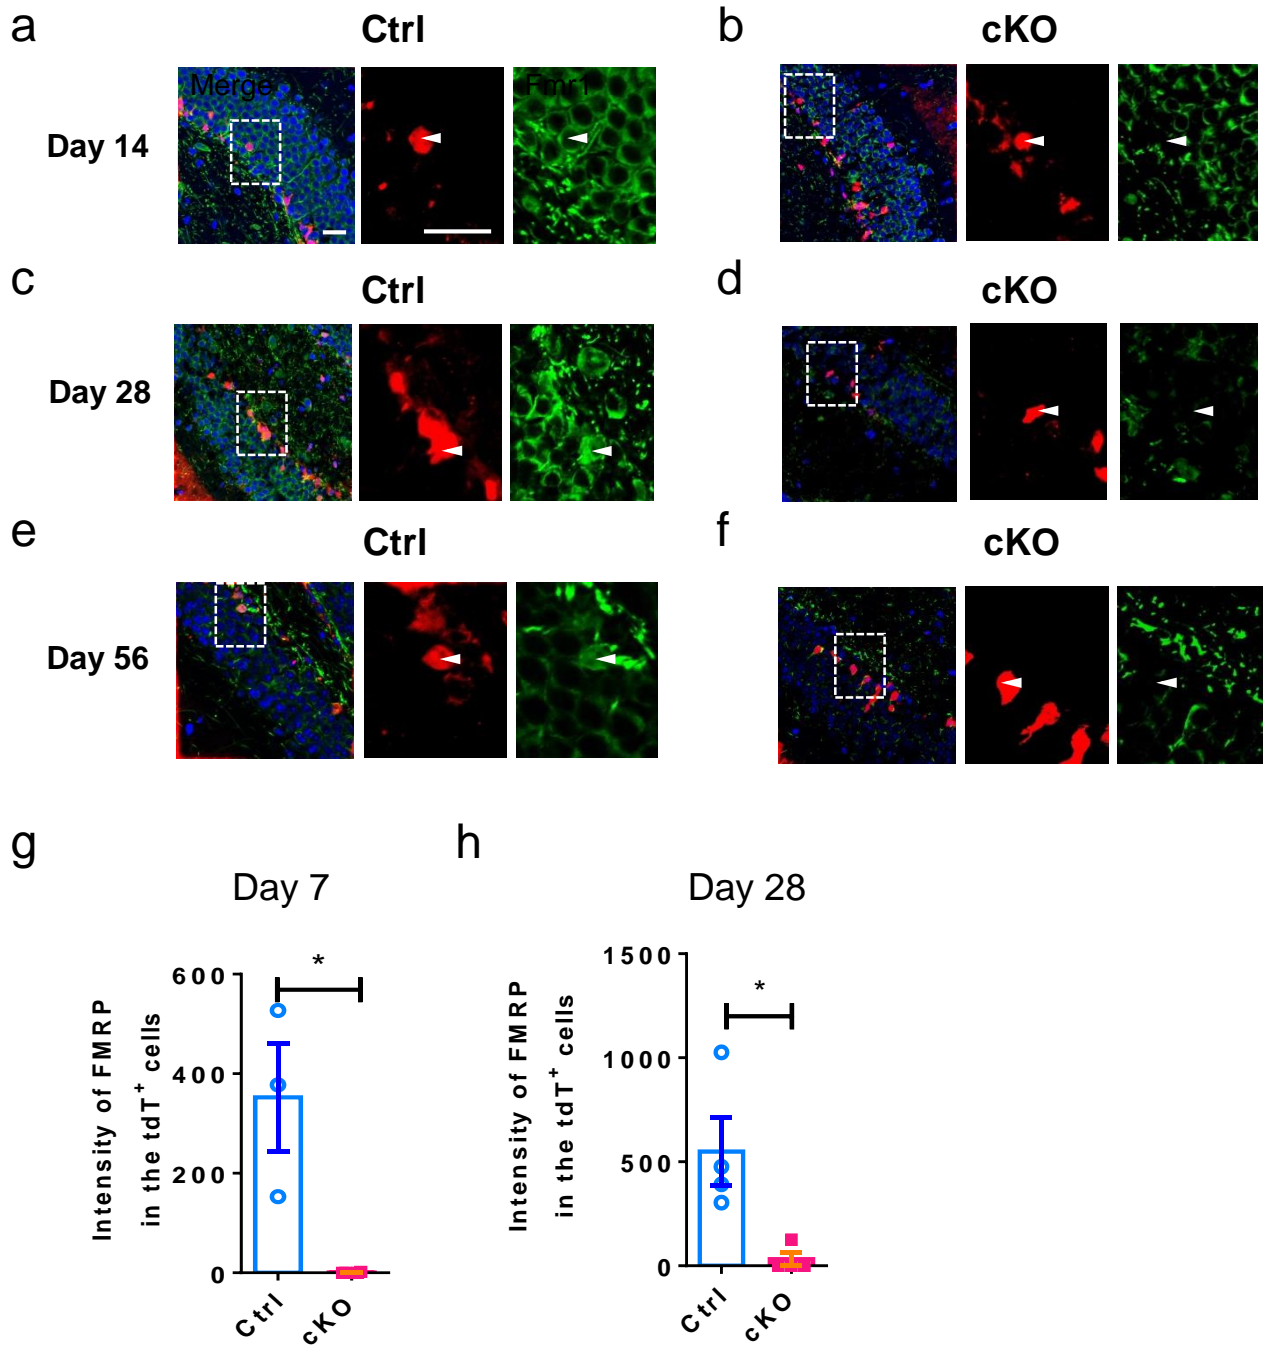 a
Ctrl
b
cKO
Day 14
Merge
Fmr1
c
Ctrl
d
cKO
Day 28
e
Ctrl
f
cKO
Day 56
g
h
Day 7
Day 28
Intensity of FMRP
in the tdT+ cells
600
400
200
0
*
Ctrl
cKO
Intensity of FMRP
in the tdT+ cells
1500
1000
500
0
*
Ctrl
cKO